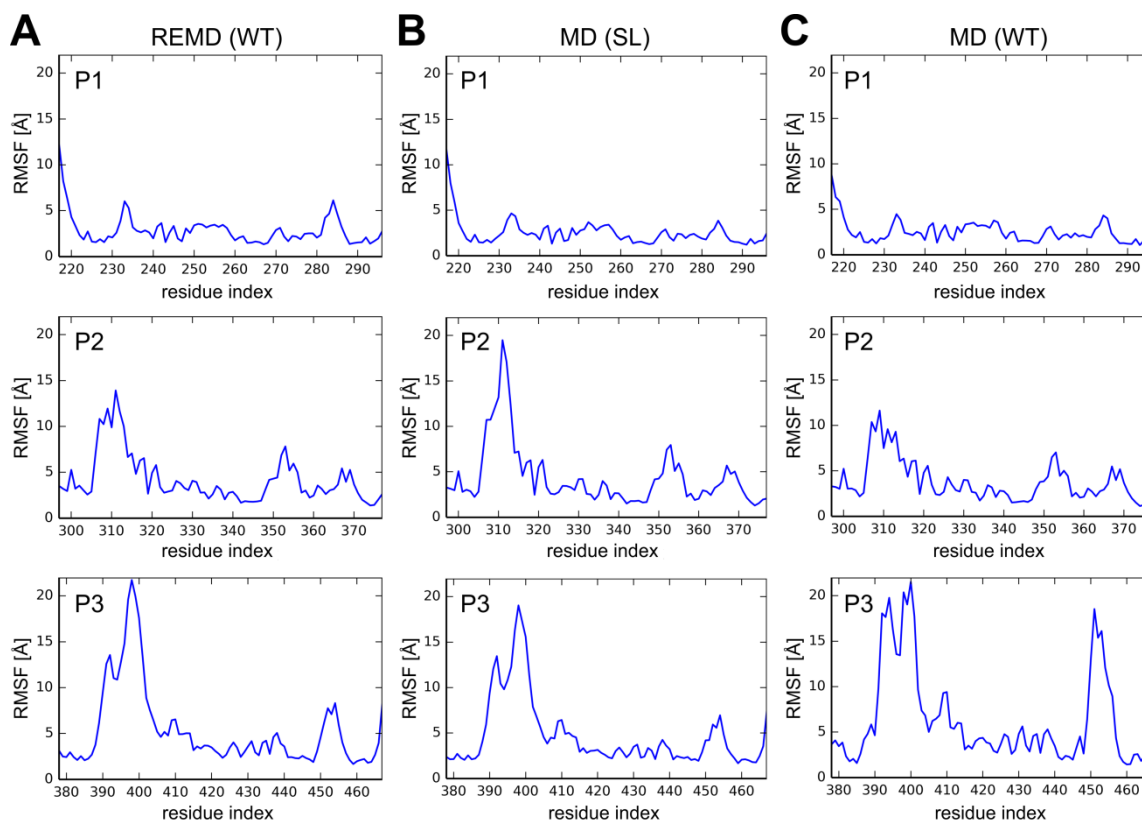 A REMD (WT) B MD (SL) C MD (WT)
P1 P1 P1
RMSF [Å] RMSF [Å] RMSF [Å]
20 20 20
15 15 15
10 10 10
5 5 5
0 0 0
220 230 240 250 260 270 280 290 220 230 240 250 260 270 280 290 220 230 240 250 260 270 280 290
residue index residue index residue index
P2 P2 P2
RMSF [Å] RMSF [Å] RMSF [Å]
20 20 20
15 15 15
10 10 10
5 5 5
0 0 0
300 310 320 330 340 350 360 370 300 310 320 330 340 350 360 370 300 310 320 330 340 350 360 370
residue index residue index residue index
P3 P3 P3
RMSF [Å] RMSF [Å] RMSF [Å]
20 20 20
15 15 15
10 10 10
5 5 5
0 0 0
380 390 400 410 420 430 440 450 460 380 390 400 410 420 430 440 450 460 380 390 400 410 420 430 440 450 460
residue index residue index residue index